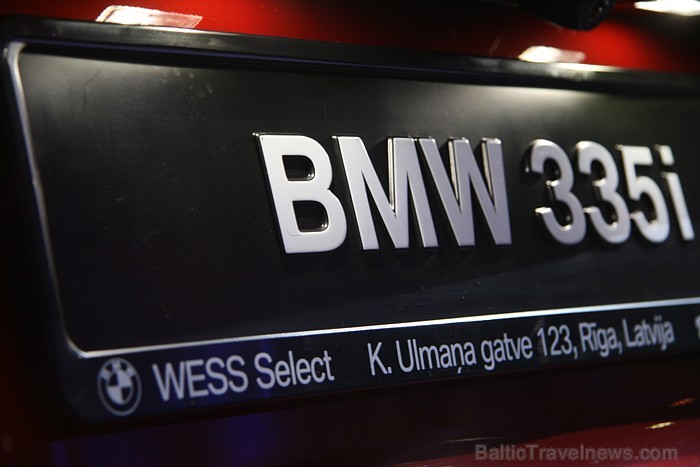 BMW 335i
WESS Select K. Ulmaņa gatve 123, Rīga, Latvija
BalticTravelnews.com